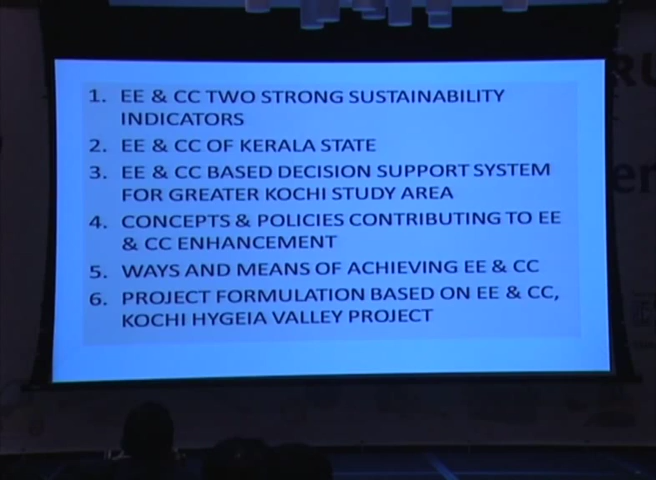 1. EE & CC TWO STRONG SUSTAINABILITY
INDICATORS
2. EE & CC OF KERALA STATE
3. EE & CC BASED DECISION SUPPORT SYSTEM
FOR GREATER KOCHI STUDY AREA
4. CONCEPTS & POLICIES CONTRIBUTING TO EE
& CC ENHANCEMENT
5. WAYS AND MEANS OF ACHIEVING EE & CC
6. PROJECT FORMULATION BASED ON EE & CC,
KOCHI HYGEIA VALLEY PROJECT